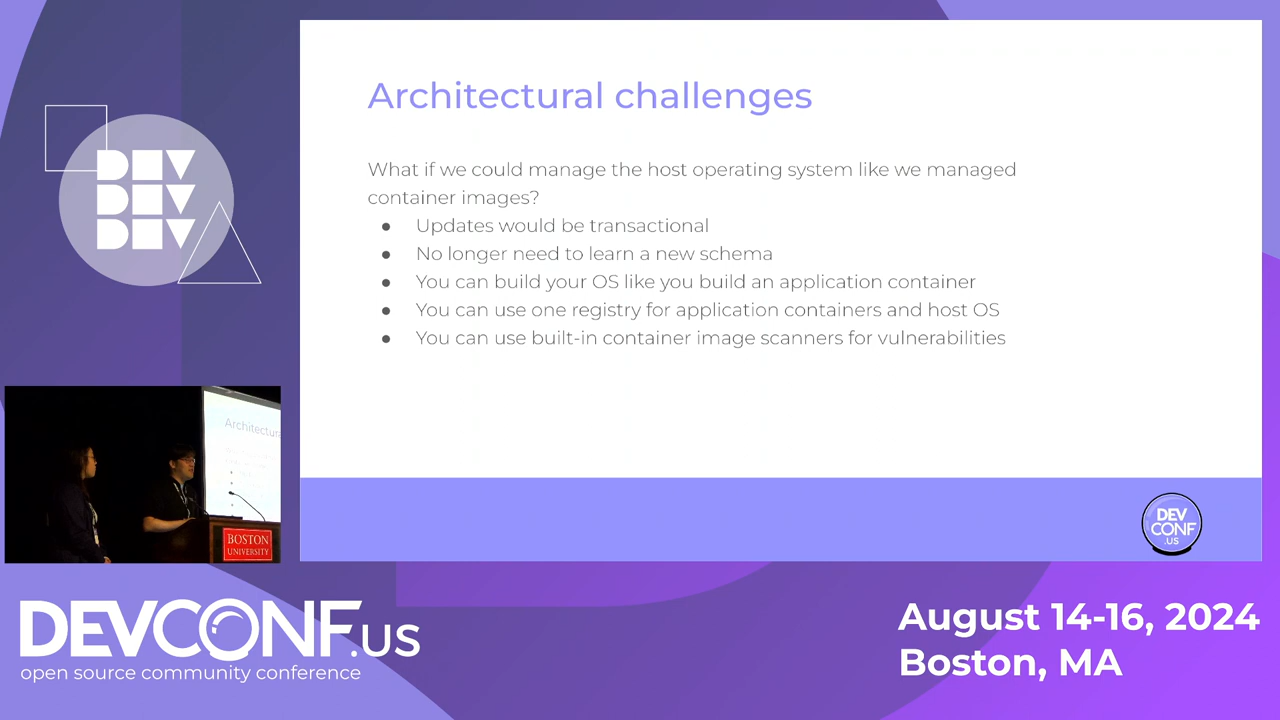 Architectural challenges
What if we could manage the host operating system like we managed
container images?
● Updates would be transactional
● No longer need to learn a new schema
● You can build your OS like you build an application container
● You can use one registry for application containers and host OS
● You can use built-in container image scanners for vulnerabilities
DEV
CONF
.US
DEV
DEV
DEV
Architectura
BOSTON
UNIVERSITY
DEVCONF.US
open source community conference
August 14-16, 2024
Boston, MA